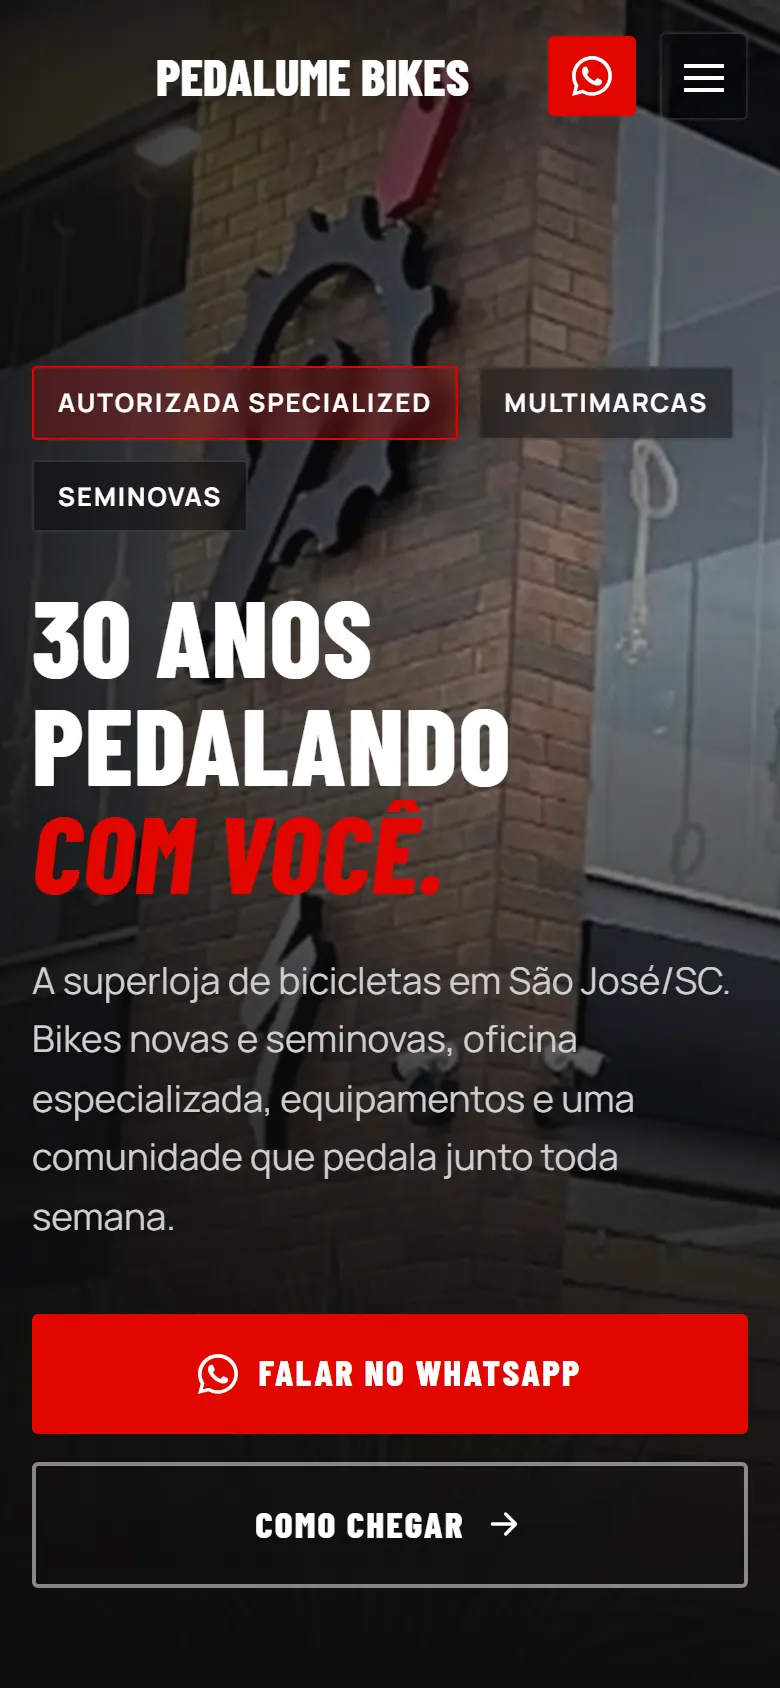 PEDALUME BIKES
AUTORIZADA SPECIALIZED
MULTIMARCAS
SEMINOVAS
30 ANOS
PEDALANDO
COM VOCÊ.
A superloja de bicicletas em São José/SC.
Bikes novas e seminovas, oficina
especializada, equipamentos e uma
comunidade que pedala junto toda
semana.
FALAR NO WHATSAPP
COMO CHEGAR →